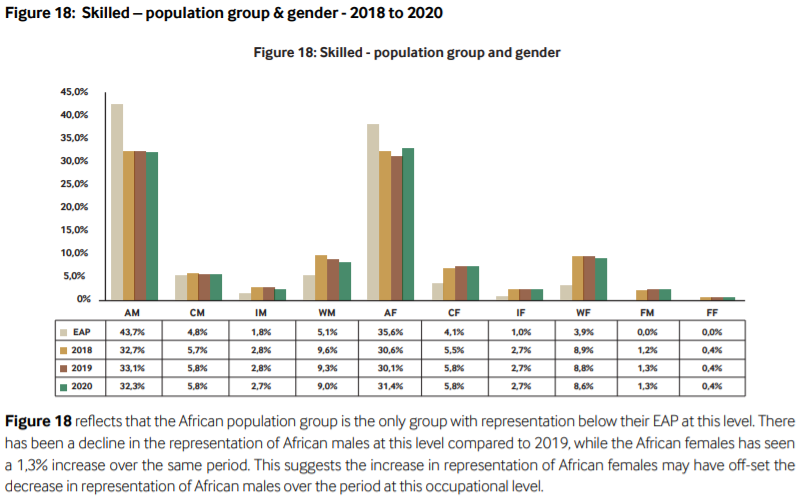 Figure 18:  Skilled – population group & gender - 2018 to 2020
Figure 18: Skilled - population group and gender
45,0%
40,0%
35,0%
30,0%
25,0%
20,0%
15,0%
10,0%
5,0%
0%
AM CM IM WM AF CF IF WF FM FF
EAP 43,7% 4,8% 1,8% 5,1% 35,6% 4,1% 1,0% 3,9% 0,0% 0,0%
2018 32,7% 5,7% 2,8% 9,6% 30,6% 5,5% 2,7% 8,9% 1,2% 0,4%
2019 33,1% 5,8% 2,8% 9,3% 30,1% 5,8% 2,7% 8,8% 1,3% 0,4%
2020 32,3% 5,8% 2,7% 9,0% 31,4% 5,8% 2,7% 8,6% 1,3% 0,4%
Figure 18 reflects that the African population group is the only group with representation below their EAP at this level. There
has been a decline in the representation of African males at this level compared to 2019, while the African females has seen
a 1,3% increase over the same period. This suggests the increase in representation of African females may have off-set the
decrease in representation of African males over the period at this occupational level.